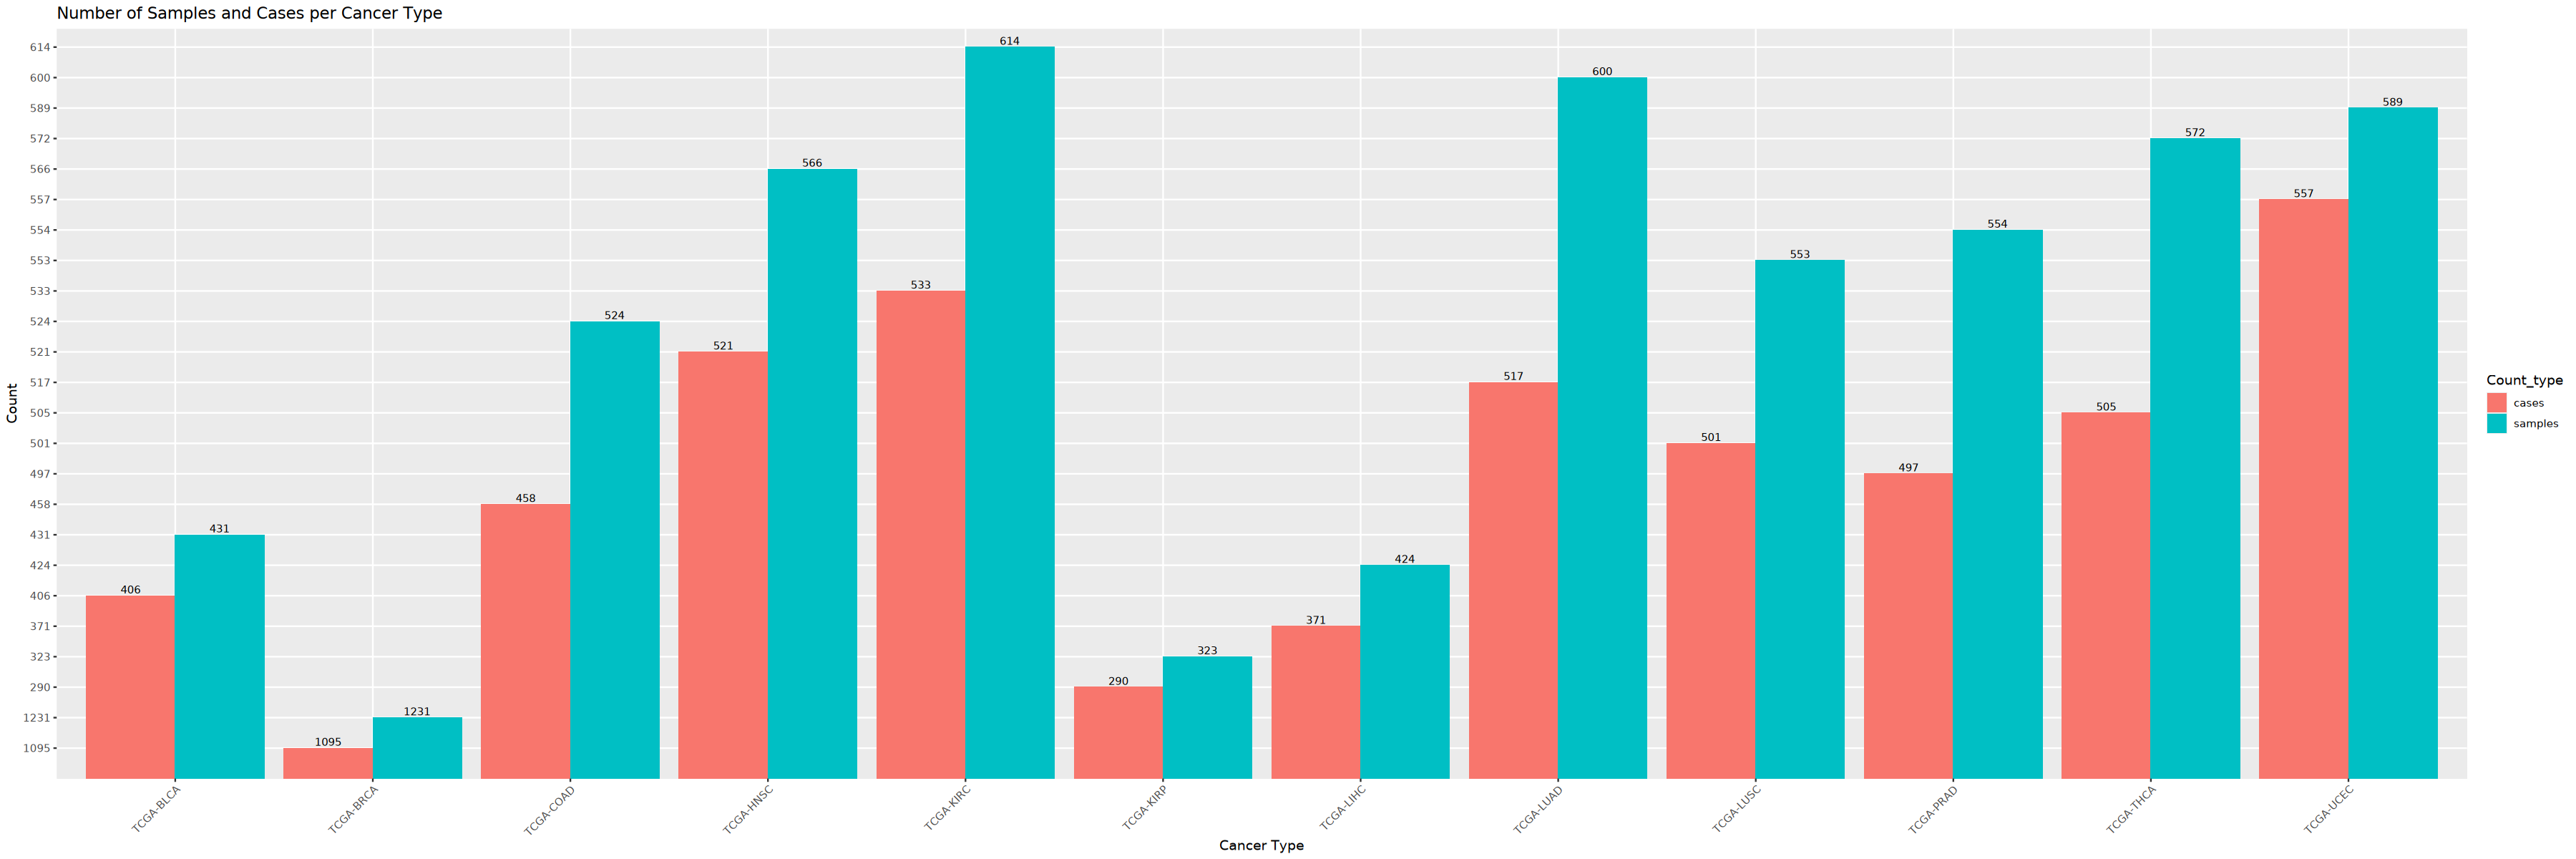 Number of Samples and Cases per Cancer Type
614
600
589
572
566
557
554
553
533
524
521
517
505
501
497
458
431
424
406
371
323
290
1231
1095
Count
406
431
1095
1231
458
524
521
566
533
614
290
323
371
424
517
600
501
553
497
554
505
572
557
589
TCGA-BLCA
TCGA-BRCA
TCGA-COAD
TCGA-HNSC
TCGA-KIRC
TCGA-KIRP
TCGA-LIHC
TCGA-LUAD
TCGA-LUSC
TCGA-PRAD
TCGA-THCA
TCGA-UCEC
Cancer Type
Count_type
cases
samples